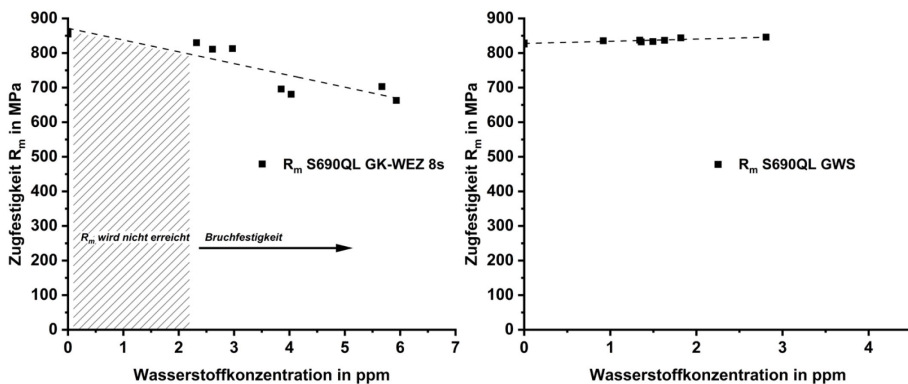 900
800
700
600
500
400
300
200
100
0
Zugfestigkeit Rₘ in MPa
Rₘ S690QL GK-WEZ 8s
Rₘ wird nicht erreicht
Bruchfestigkeit
0 1 2 3 4 5 6 7
Wasserstoffkonzentration in ppm
900
800
700
600
500
400
300
200
100
0
Zugfestigkeit Rₘ in MPa
Rₘ S690QL GWS
0 1 2 3 4
Wasserstoffkonzentration in ppm